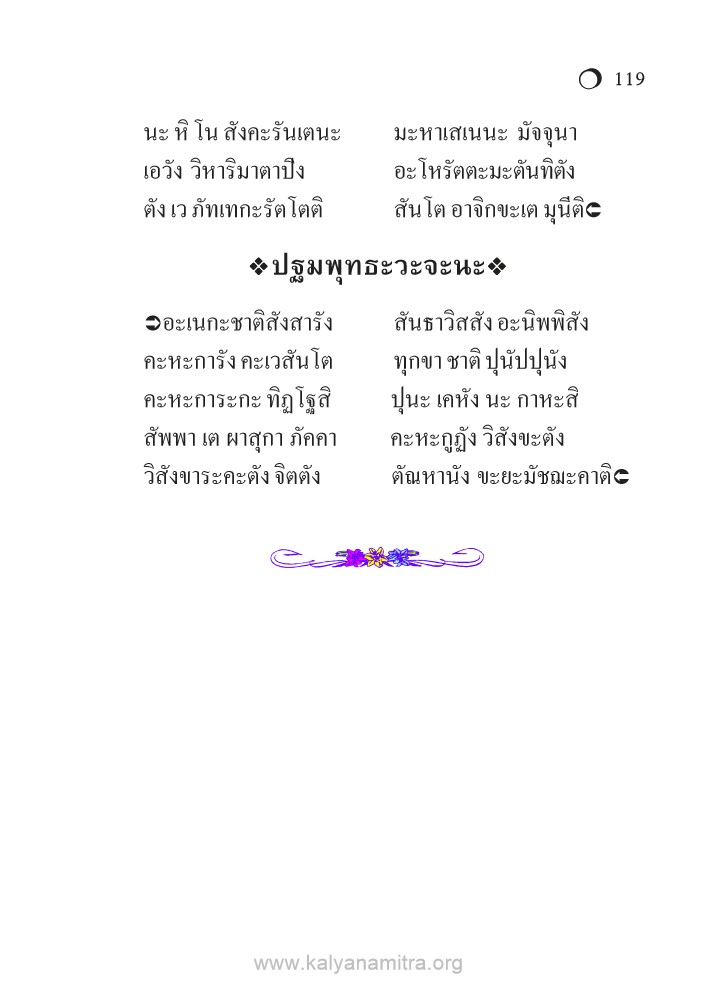 119
นะ หิ โน สังคะรันเตนะ มะหาเสเนนะ มัจจุนา
เอวัง วิหาริมาตาปิง อะโหรัตตะมะตันทิตัง
ตัง เว ภัทเทกะรัตโตติ สันโต อาจิกขะเต มุนีติ
ปฐมพุทธะวะจะนะ
อะเนกะชาติสังสารัง สันธาวิสสัง อะนิพพิสัง
คะหะการัง คะเวสันโต ทุกขา ชาติ ปุนัปปุนัง
คะหะการะกะ ทิฏโฐสิ ปุนะ เคหัง นะ กาหะสิ
สัพพา เต ผาสุกา ภัคคา คะหะกูฏัง วิสังขะตัง
วิสังขาระคะตัง จิตตัง ตัณหานัง ขะยะมัชฌะคาติ
www.kalyanamitra.org